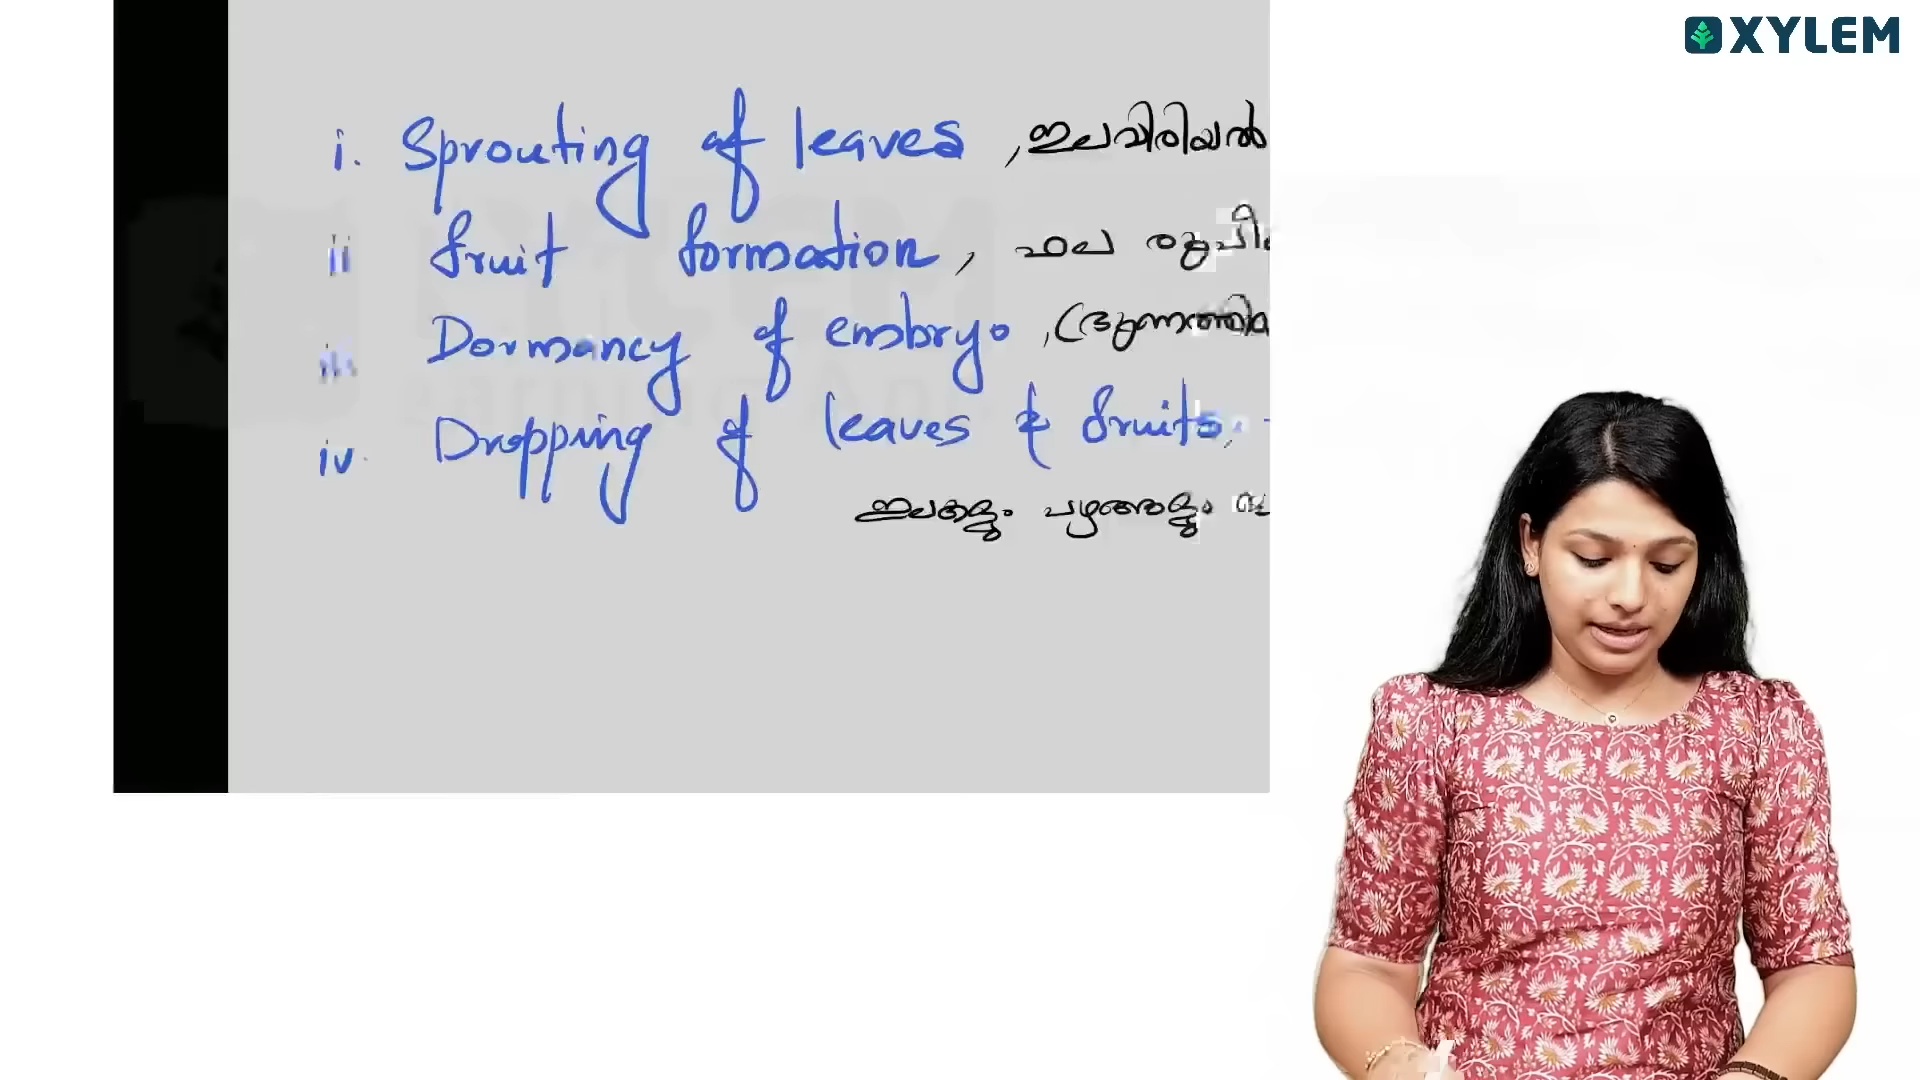 XYLEM
i. Sprouting of leaves , ഇലവിരിയൽ
ii fruit formation, ഫല
iii Dormancy of embryo ,
iv. Dropping of leaves & fruits.
ഇലകളും പഴങ്ങളും